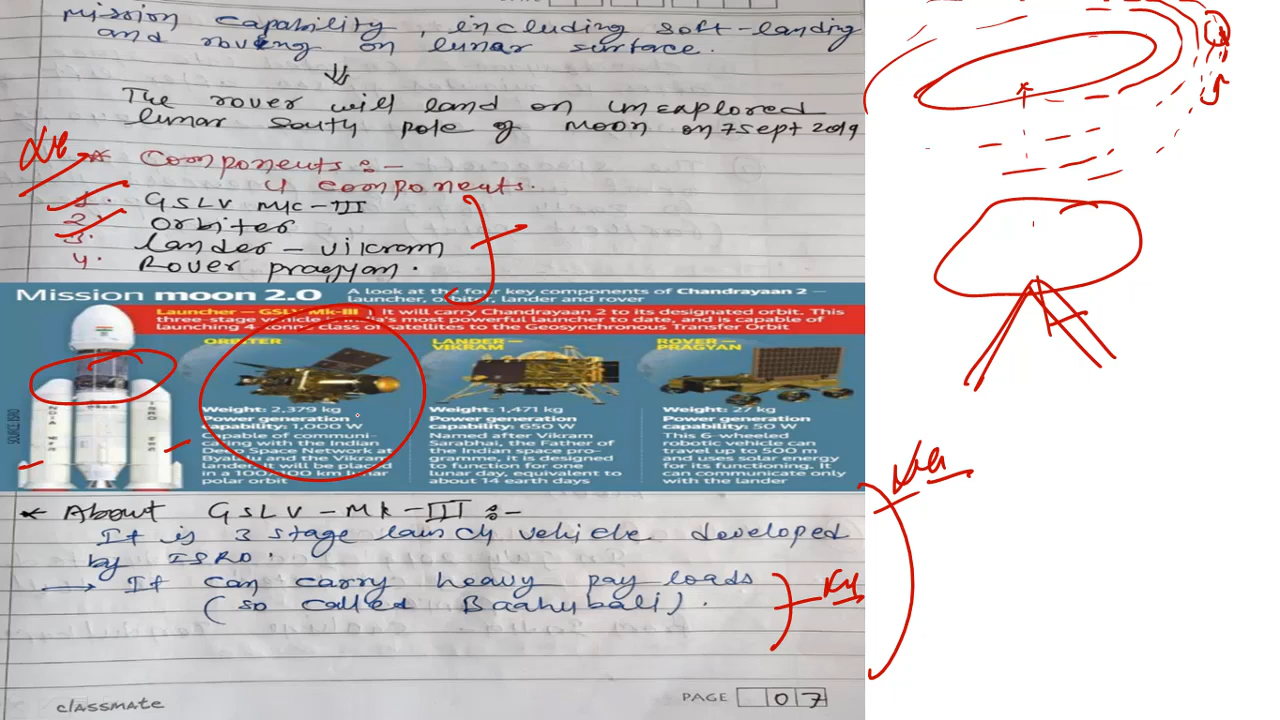 mission capability, including soft-landing
and roving on lunar surface.
The rover will land on unexplored
lunar south pole of moon on 7 sept 2019
* Components :-
4 components.
1. GSLV MK-III
2. Orbiter
3. lander - vikram
4. Rover pragyan.
Mission moon 2.0
A look at the four key components of Chandrayaan 2 —
launcher, orbiter, lander and rover
Launcher — GSLV Mk-III | It will carry Chandrayaan 2 to its designated orbit. This
three-stage vehicle most powerful launcher to date, and is capable of
launching 4-tonne class of satellites to the Geosynchronous Transfer Orbit
SOURCE: ISRO
ORBITER
Weight: 2,379 kg
Power generation
capability: 1,000 W
Capable of communi-
cating with the Indian
Deep Space Network at
Byalalu and the Vikram
lander, it will be placed
in a 100 100 km lunar
polar orbit
LANDER —
VIKRAM
Weight: 1,471 kg
Power generation
capability: 650 W
Named after Vikram
Sarabhai, the Father of
the Indian space pro-
gramme, it is designed
to function for one
lunar day, equivalent to
about 14 earth days
ROVER —
PRAGYAN
Weight: 27 kg
Power generation
capability: 50 W
This 6-wheeled
robotic vehicle can
travel up to 500 m
and uses solar energy
for its functioning. It
can communicate only
with the lander
* About GSLV-MK-III :-
It is 3 stage launch vehicle developed
by ISRO.
→ It can carry heavy pay loads
(so called Baahubali).
classmate
PAGE 07